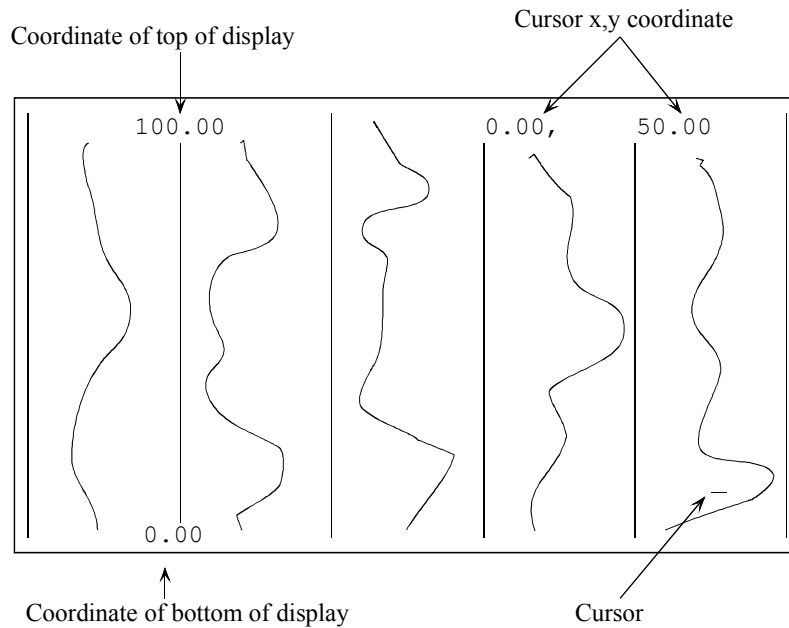 Cursor x,y coordinate
Coordinate of top of display
100.00
0.00, 50.00
0.00
Coordinate of bottom of display
Cursor